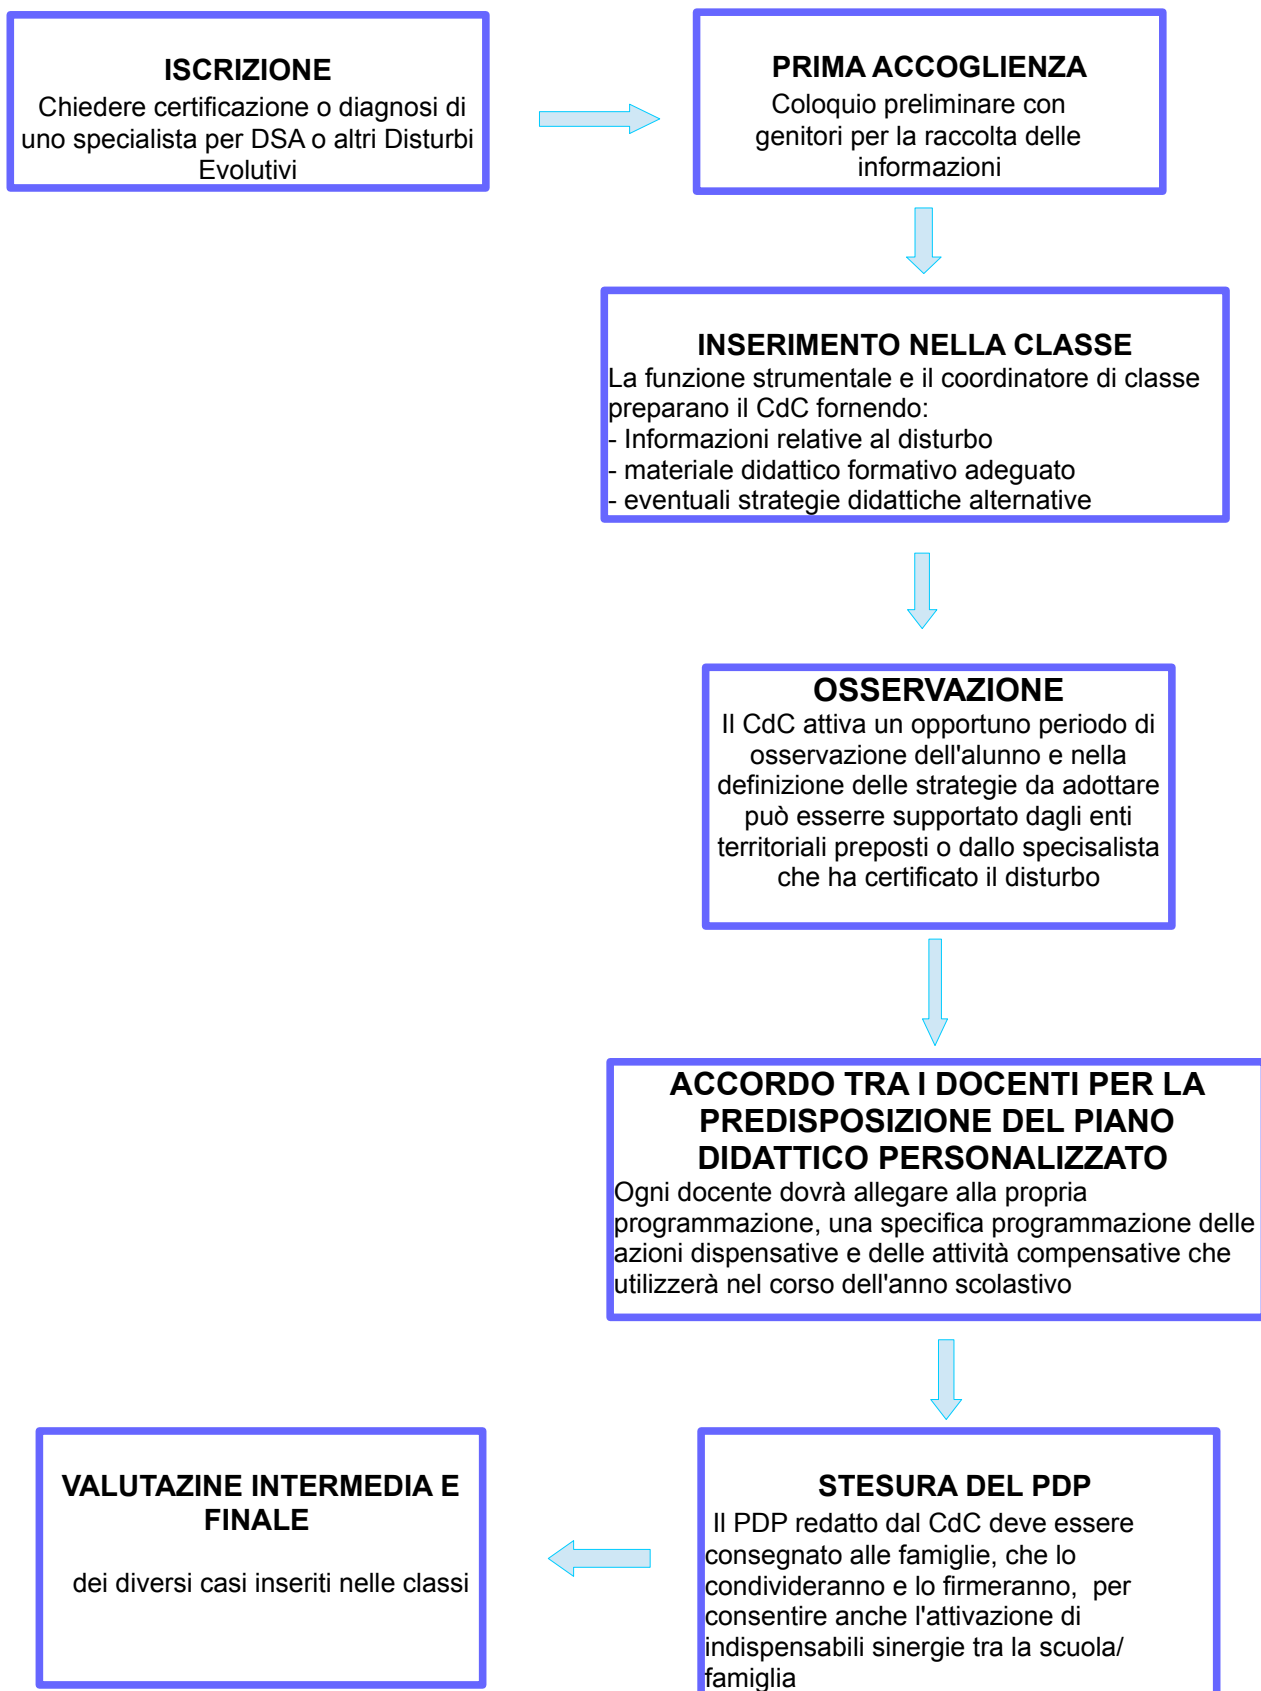 ISCRIZIONE
Chiedere certificazione o diagnosi di
uno specialista per DSA o altri Disturbi
Evolutivi
PRIMA ACCOGLIENZA
Coloquio preliminare con
genitori per la raccolta delle
informazioni
INSERIMENTO NELLA CLASSE
La funzione strumentale e il coordinatore di classe
preparano il CdC fornendo:
- Informazioni relative al disturbo
- materiale didattico formativo adeguato
- eventuali strategie didattiche alternative
OSSERVAZIONE
Il CdC attiva un opportuno periodo di
osservazione dell'alunno e nella
definizione delle strategie da adottare
può esserre supportato dagli enti
territoriali preposti o dallo specisalista
che ha certificato il disturbo
ACCORDO TRA I DOCENTI PER LA
PREDISPOSIZIONE DEL PIANO
DIDATTICO PERSONALIZZATO
Ogni docente dovrà allegare alla propria
programmazione, una specifica programmazione delle
azioni dispensative e delle attività compensative che
utilizzerà nel corso dell'anno scolastivo
STESURA DEL PDP
Il PDP redatto dal CdC deve essere
consegnato alle famiglie, che lo
condivideranno e lo firmeranno,  per
consentire anche l'attivazione di
indispensabili sinergie tra la scuola/
famiglia
VALUTAZINE INTERMEDIA E
FINALE
dei diversi casi inseriti nelle classi